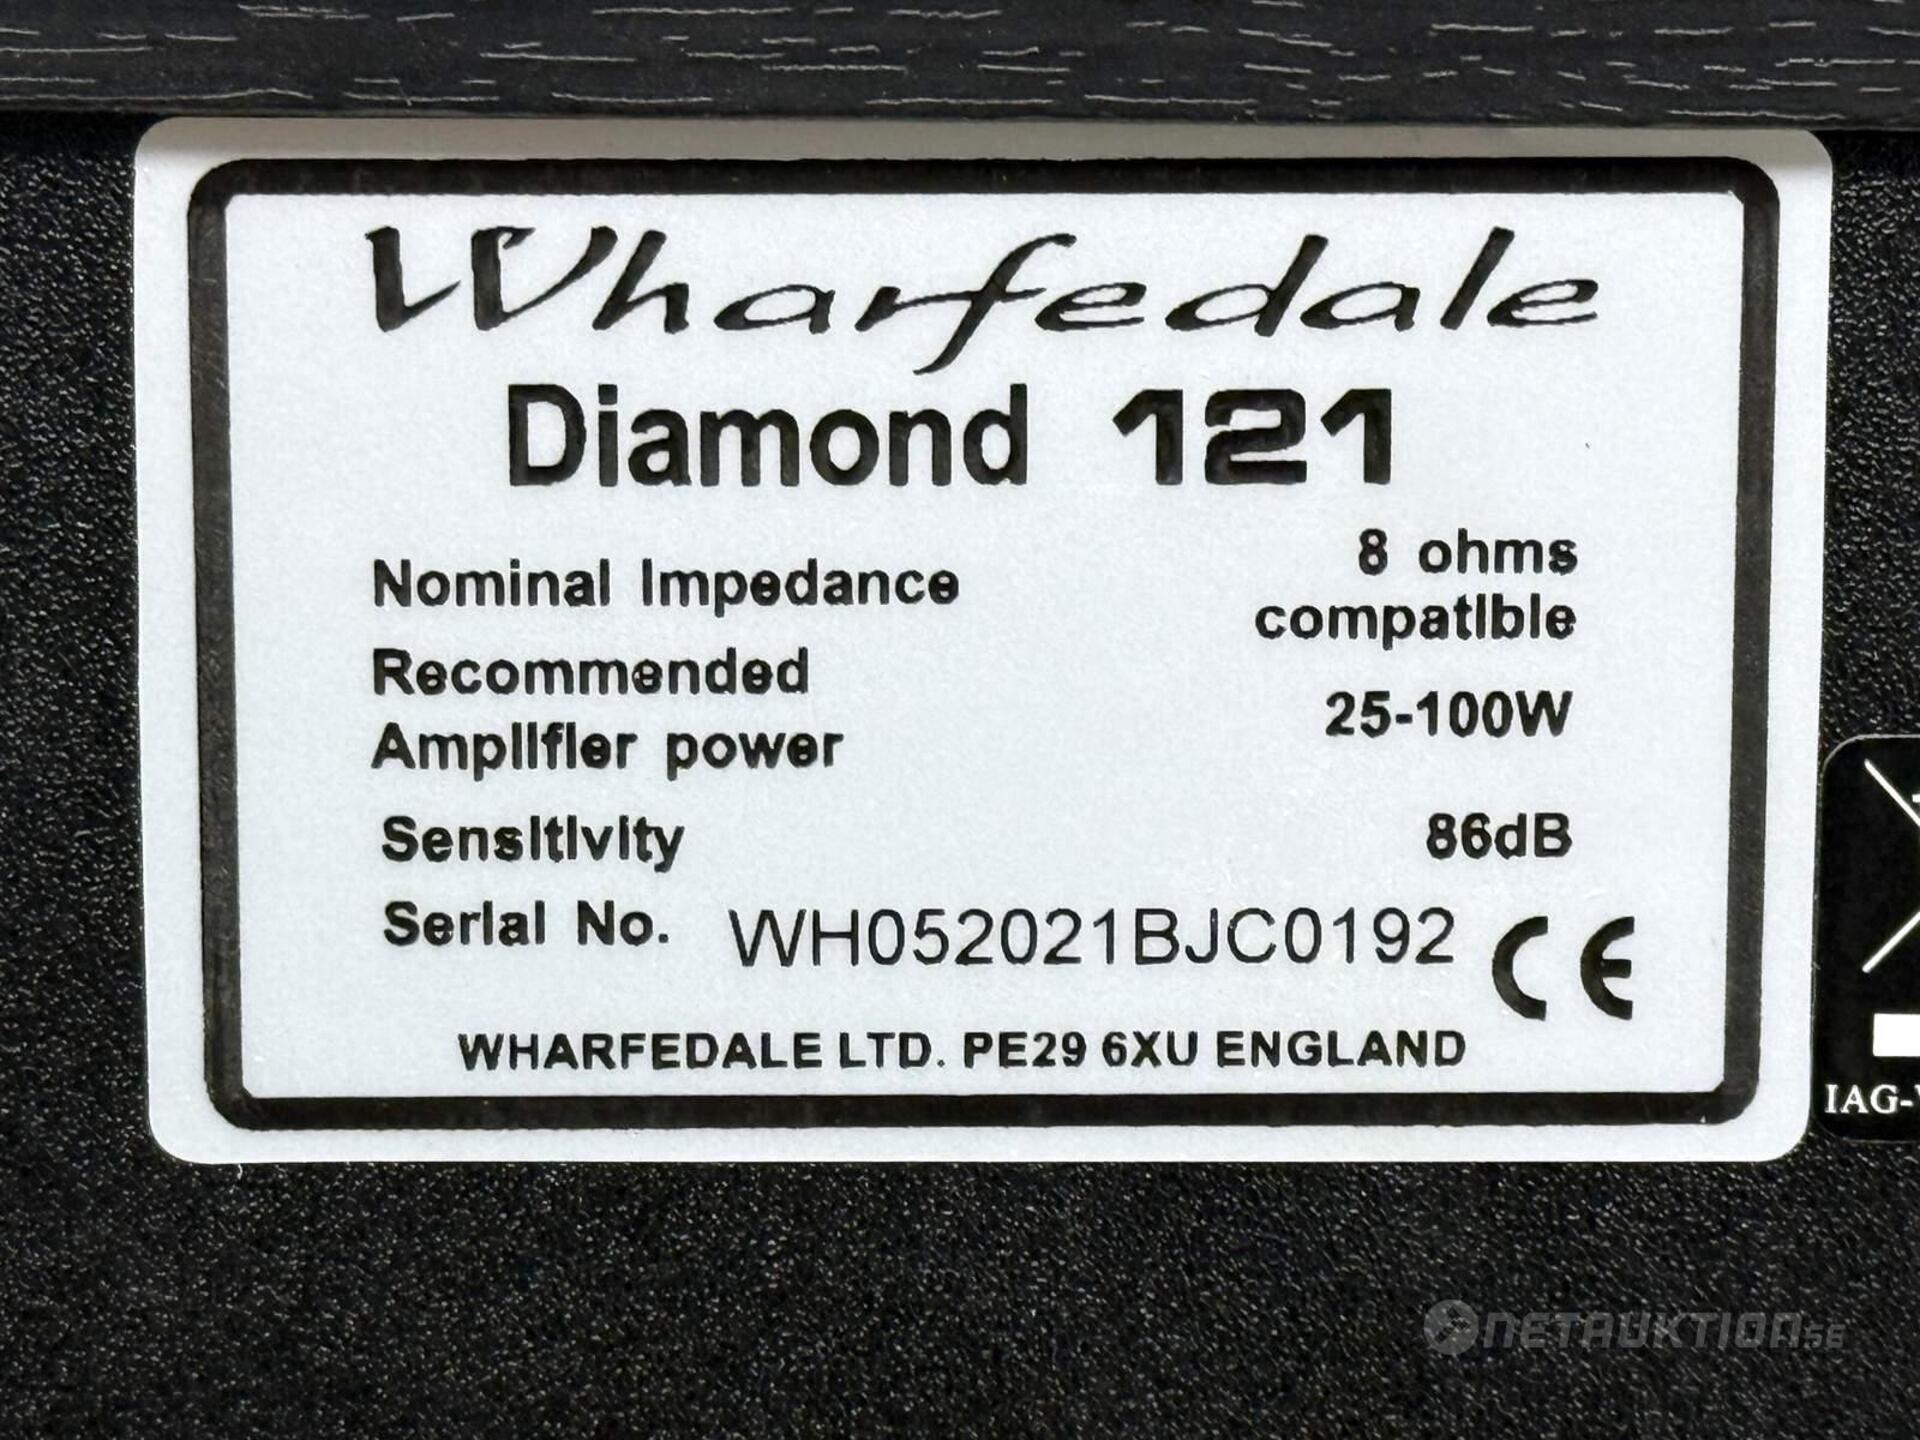 Wharfedale
Diamond 121
Nominal Impedance 8 ohms
compatible
Recommended
Amplifier power 25-100W
Sensitivity 86dB
Serial No. WH052021BJC0192 CE
WHARFEDALE LTD. PE29 6XU ENGLAND
IAG-
NETAUKTION.SE